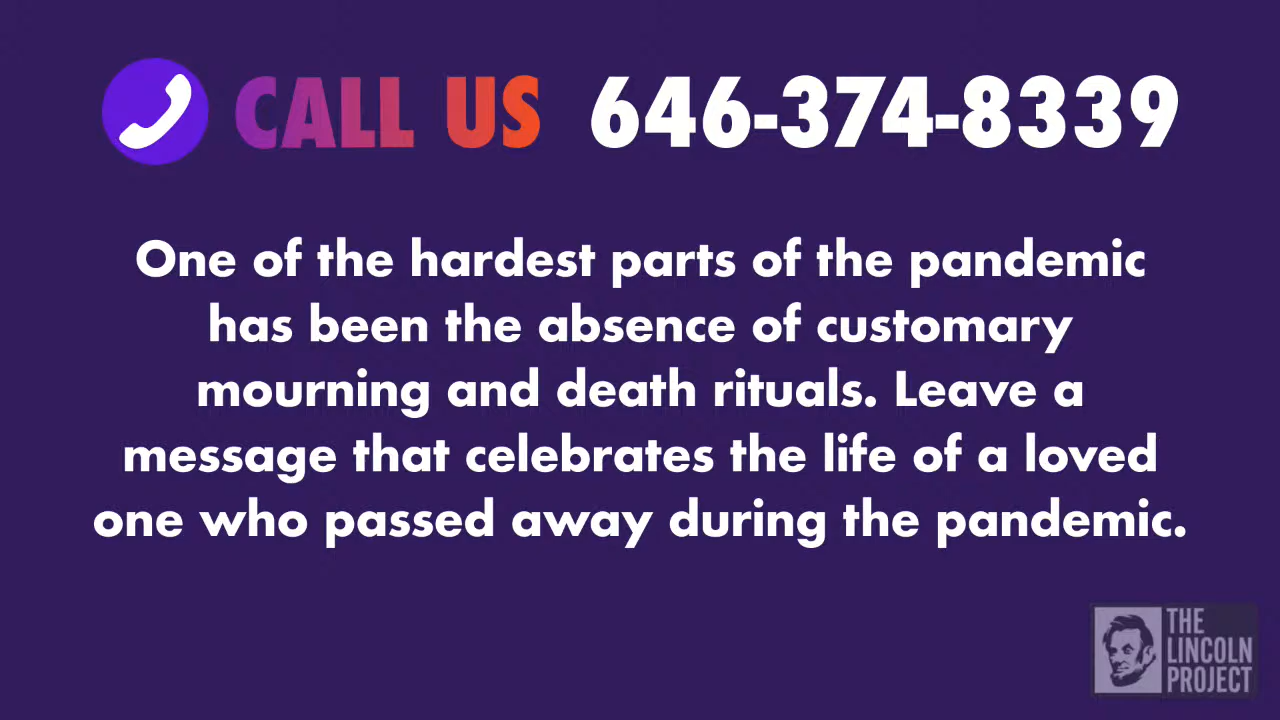 CALL US 646-374-8339
One of the hardest parts of the pandemic
has been the absence of customary
mourning and death rituals. Leave a
message that celebrates the life of a loved
one who passed away during the pandemic.
THE
LINCOLN
PROJECT